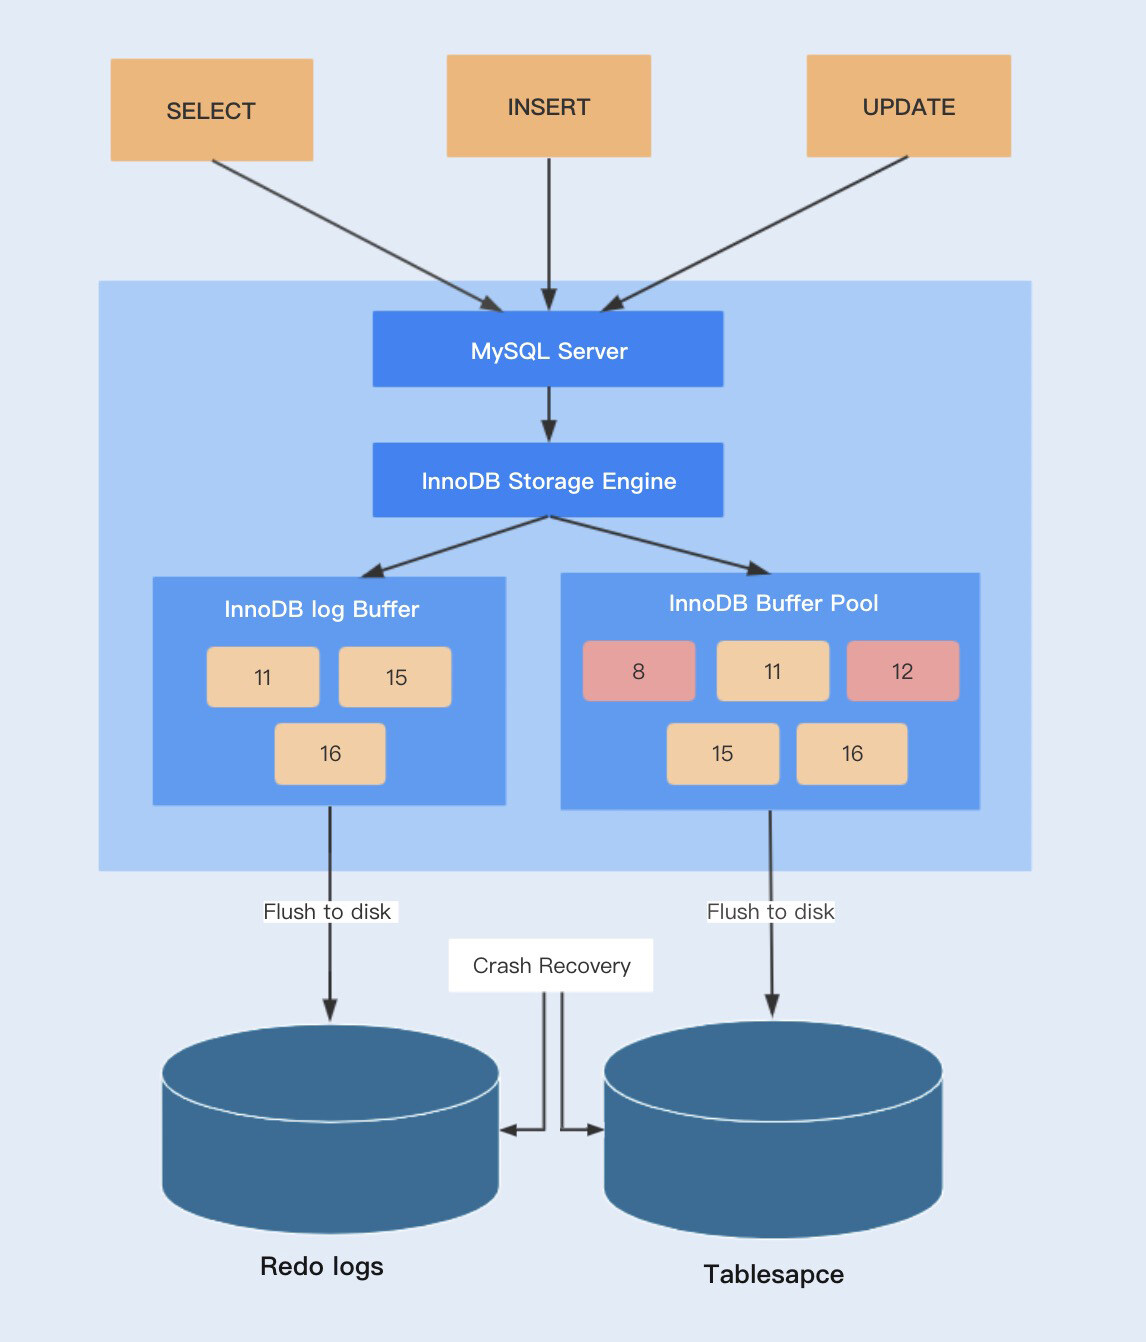 SELECT
INSERT
UPDATE
MySQL Server
InnoDB Storage Engine
InnoDB log Buffer
11
15
16
InnoDB Buffer Pool
8
11
12
15
16
Flush to disk
Flush to disk
Crash Recovery
Redo logs
Tablesapce